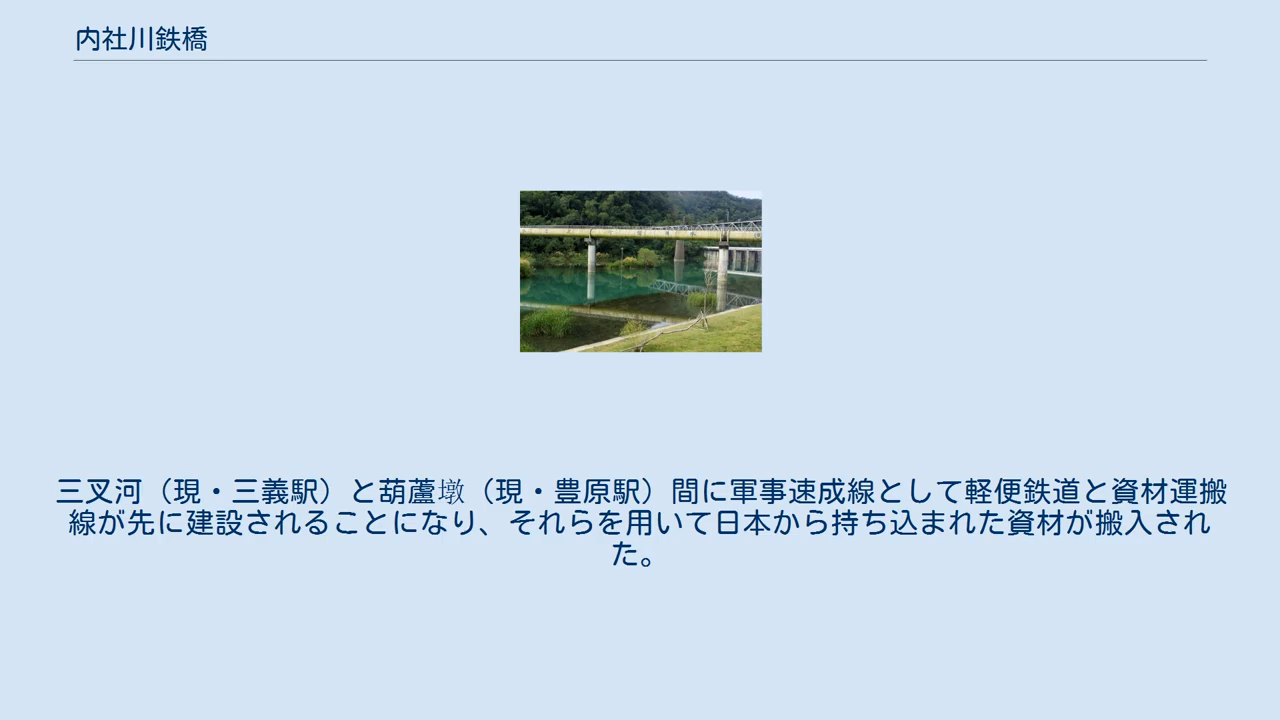 内社川鉄橋
三叉河（現・三義駅）と葫蘆墩（現・豊原駅）間に軍事速成線として軽便鉄道と資材運搬
線が先に建設されることになり、それらを用いて日本から持ち込まれた資材が搬入され
た。